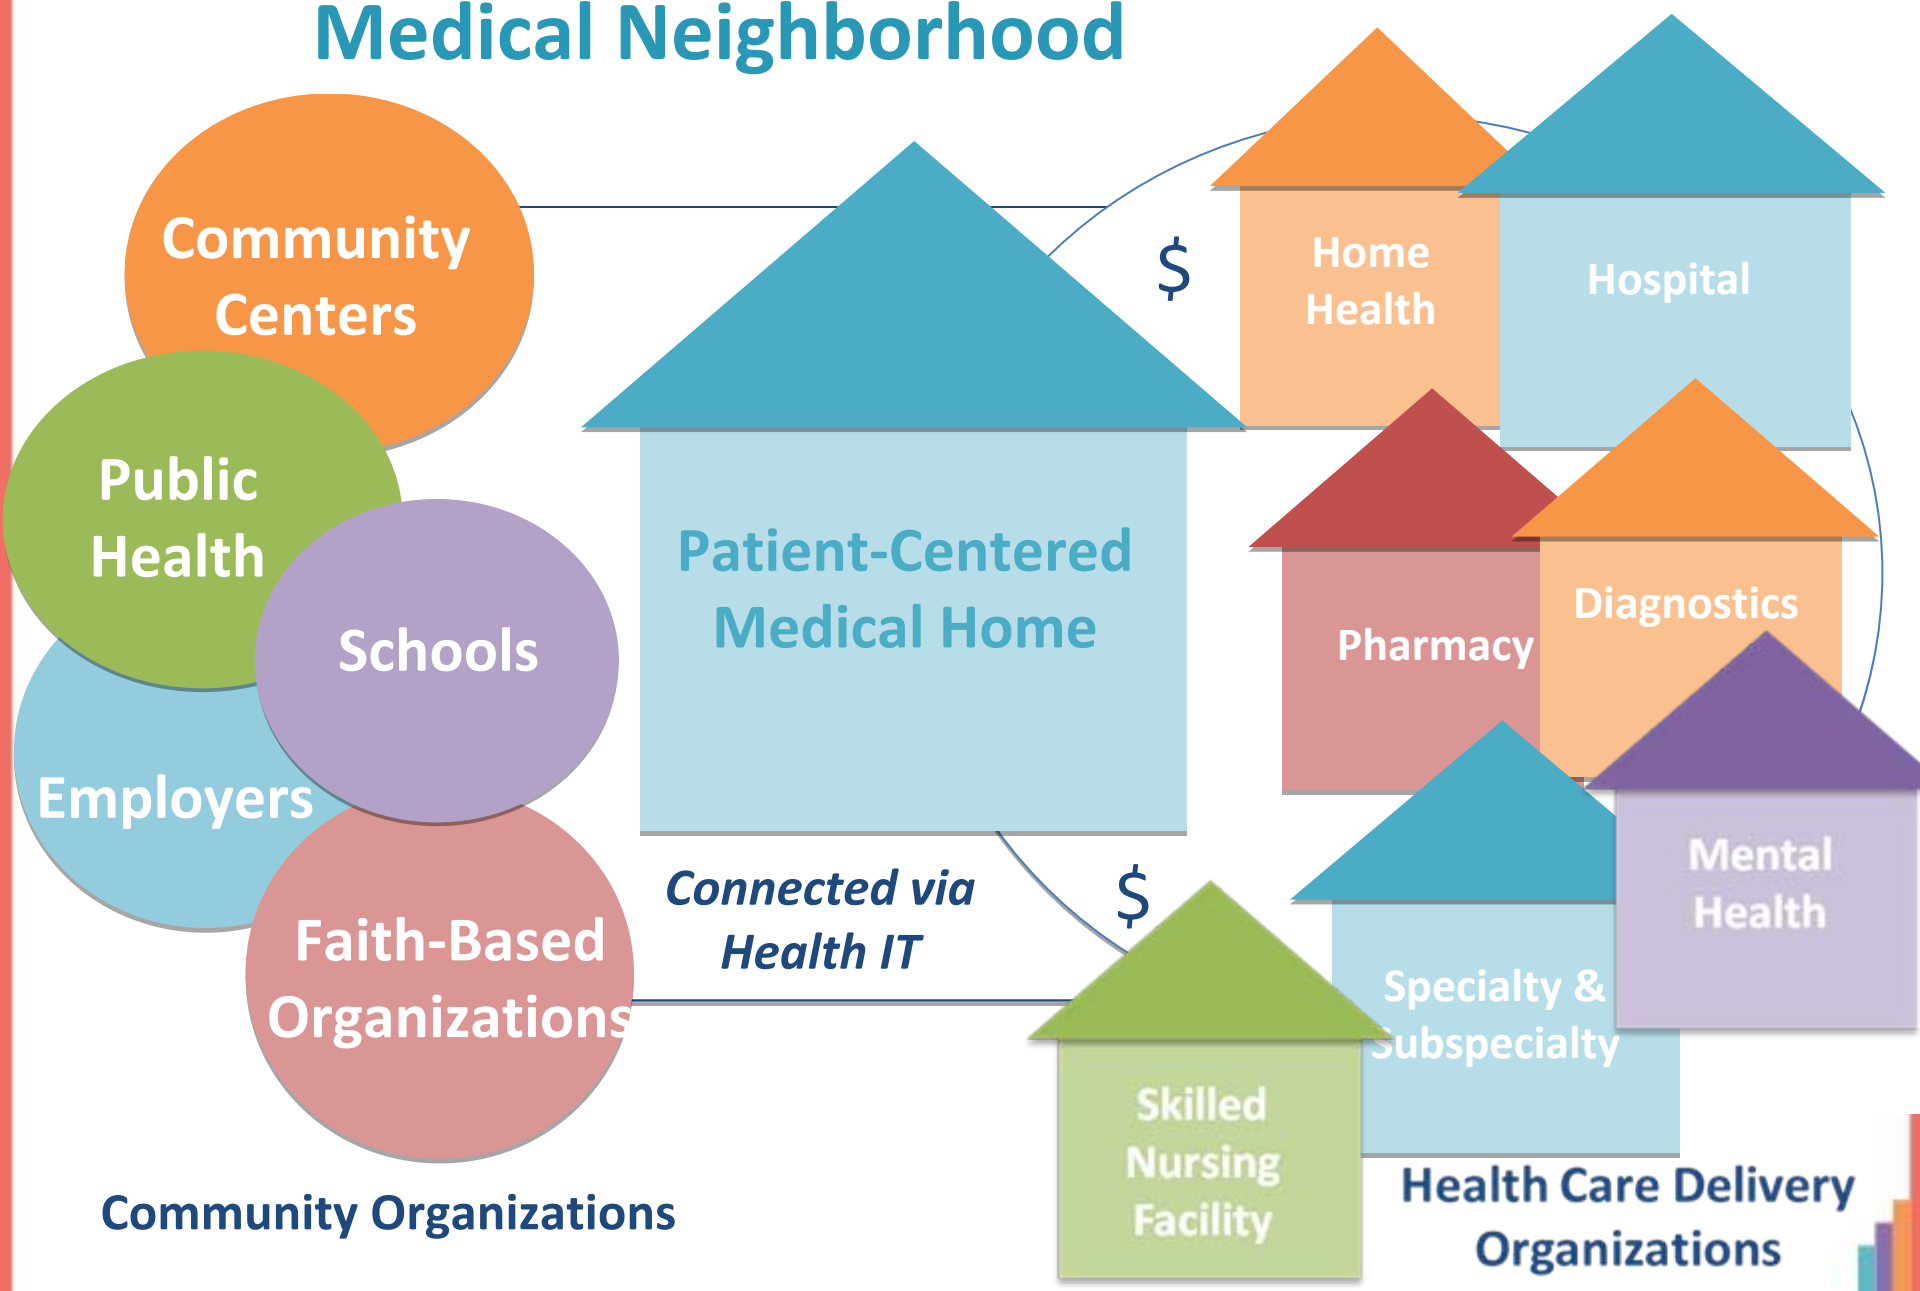 Medical Neighborhood
Community
Centers
Public
Health
Schools
Employers
Faith-Based
Organizations
Community Organizations
Patient-Centered
Medical Home
Connected via
Health IT
$
$
Home
Health
Hospital
Pharmacy
Diagnostics
Mental
Health
Specialty &
Subspecialty
Skilled
Nursing
Facility
Health Care Delivery
Organizations